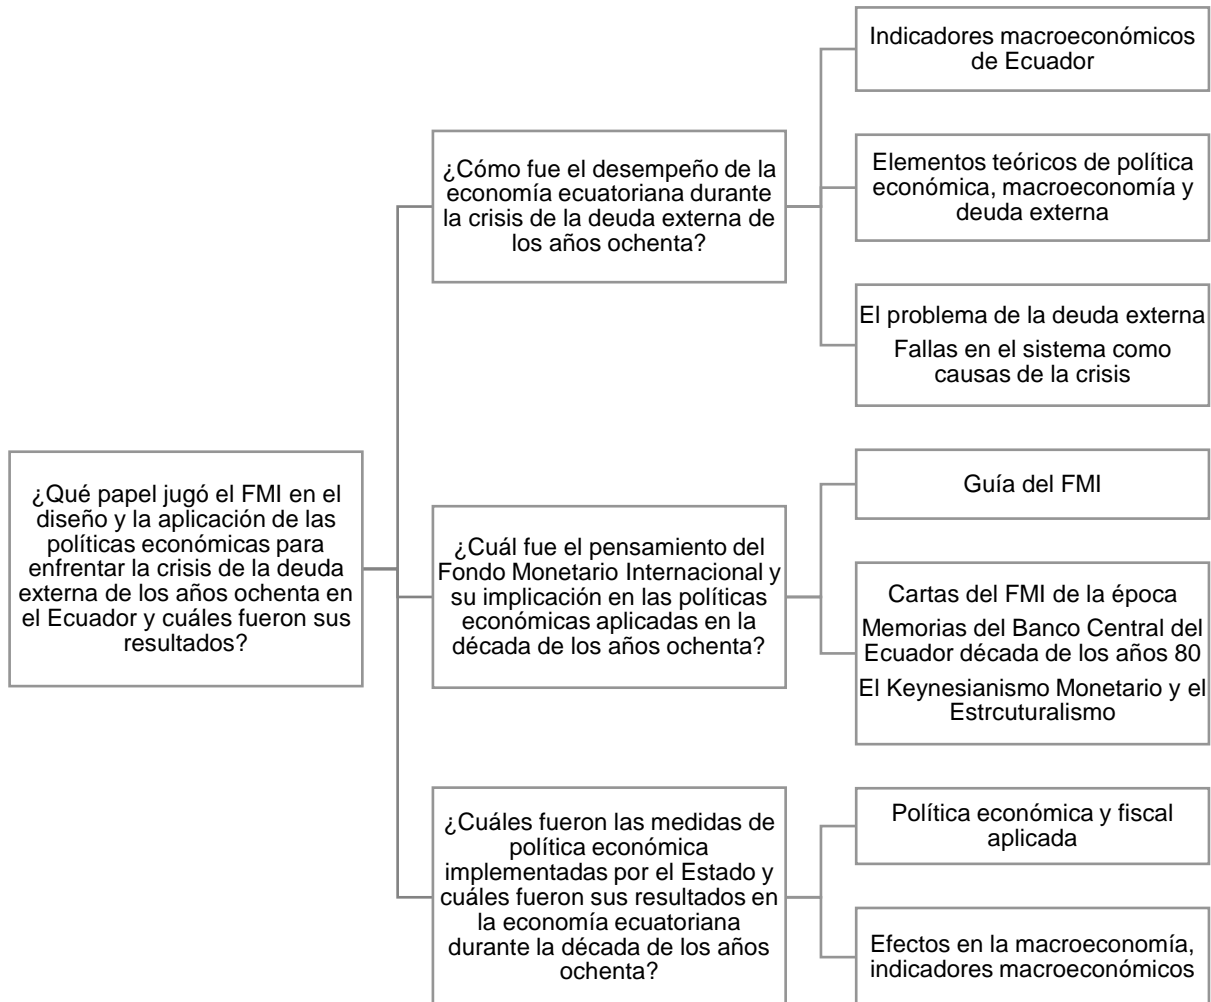 Indicadores macroeconómicos
de Ecuador
¿Cómo fue el desempeño de la
economía ecuatoriana durante
la crisis de la deuda externa de
los años ochenta?
Elementos teóricos de política
económica, macroeconomía y
deuda externa
El problema de la deuda externa
Fallas en el sistema como
causas de la crisis
¿Qué papel jugó el FMI en el
diseño y la aplicación de las
políticas económicas para
enfrentar la crisis de la deuda
externa de los años ochenta en
el Ecuador y cuáles fueron sus
resultados?
¿Cuál fue el pensamiento del
Fondo Monetario Internacional y
su implicación en las políticas
económicas aplicadas en la
década de los años ochenta?
Guía del FMI
Cartas del FMI de la época
Memorias del Banco Central del
Ecuador década de los años 80
El Keynesianismo Monetario y el
Estrcuturalismo
¿Cuáles fueron las medidas de
política económica
implementadas por el Estado y
cuáles fueron sus resultados en
la economía ecuatoriana
durante la década de los años
ochenta?
Política económica y fiscal
aplicada
Efectos en la macroeconomía,
indicadores macroeconómicos